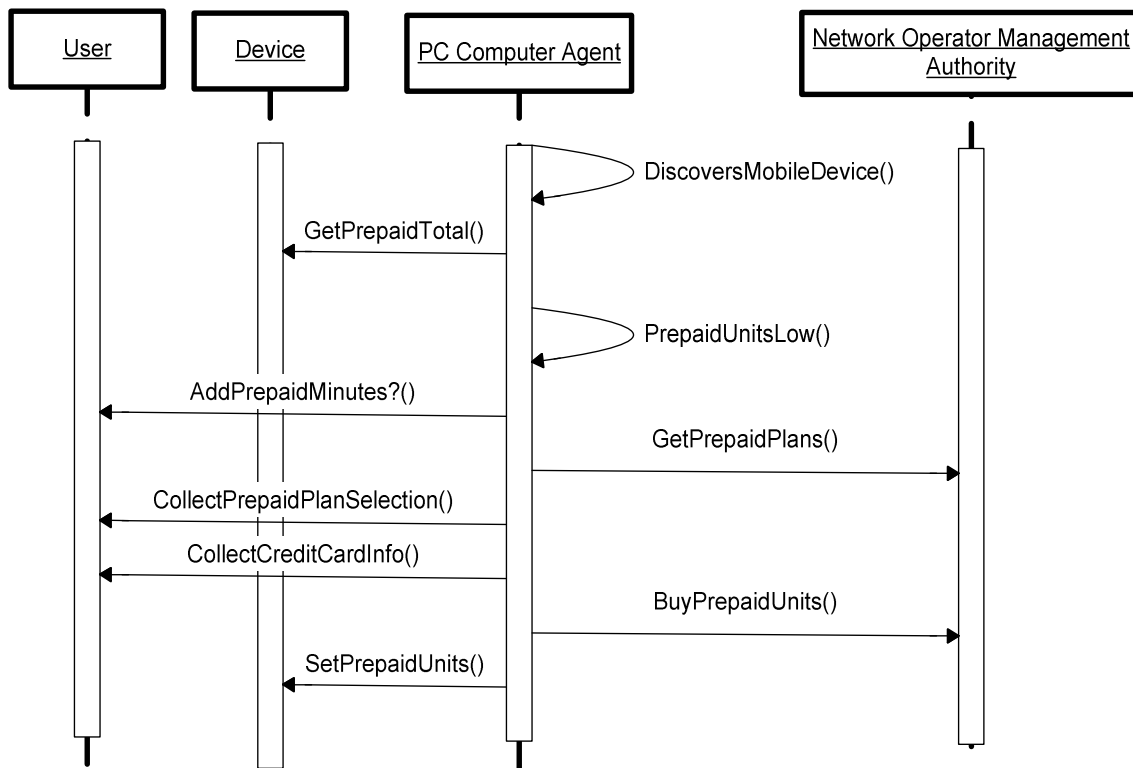 User
Device
PC Computer Agent
Network Operator Management
Authority
DiscoversMobileDevice()
GetPrepaidTotal()
PrepaidUnitsLow()
AddPrepaidMinutes?()
GetPrepaidPlans()
CollectPrepaidPlanSelection()
CollectCreditCardInfo()
BuyPrepaidUnits()
SetPrepaidUnits()